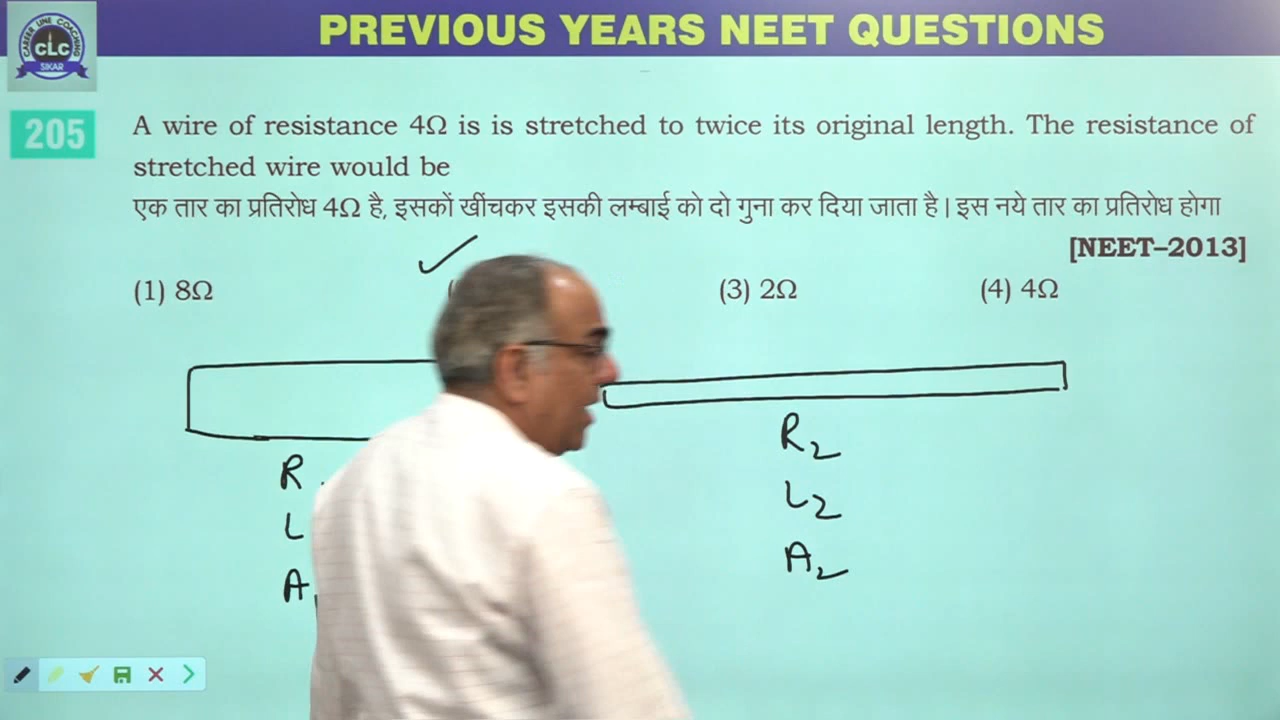 PREVIOUS YEARS NEET QUESTIONS
CAREER LINE COACHING
CLC
SIKAR
205
A wire of resistance 4Ω is is stretched to twice its original length. The resistance of
stretched wire would be
एक तार का प्रतिरोध 4Ω है, इसकों खींचकर इसकी लम्बाई को दो गुना कर दिया जाता है। इस नये तार का प्रतिरोध होगा
[NEET–2013]
(1) 8Ω
(3) 2Ω
(4) 4Ω
R
L
A
R2
L2
A2